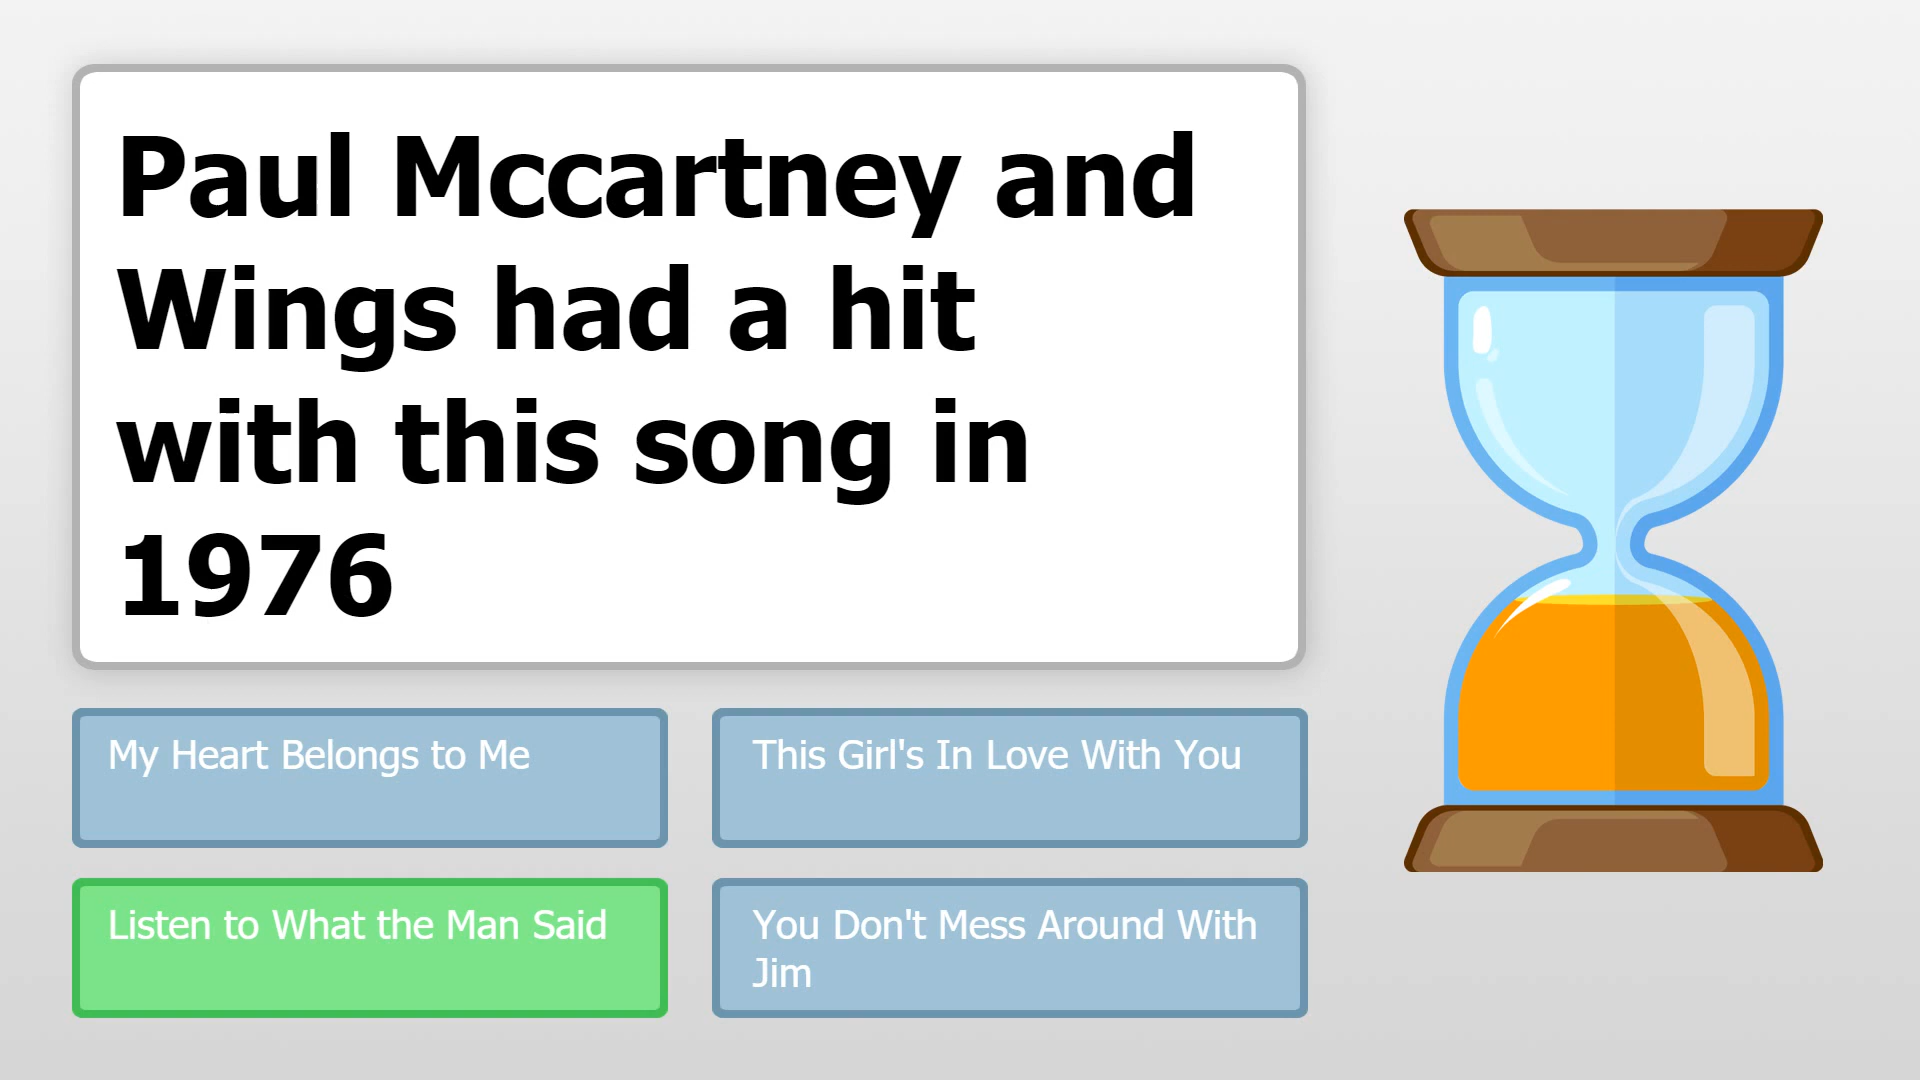 Paul Mccartney and
Wings had a hit
with this song in
1976
My Heart Belongs to Me
This Girl's In Love With You
Listen to What the Man Said
You Don't Mess Around With
Jim